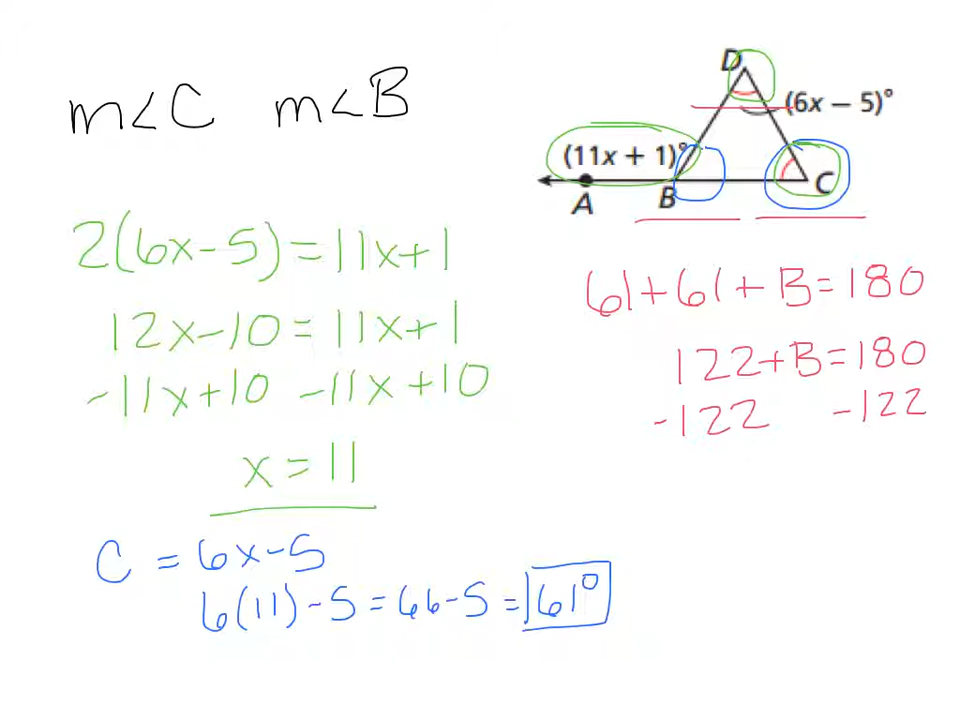 m<C m<B
D
(6x – 5)°
(11x + 1)°
A B C
2(6x-5)=11x+1
12x-10=11x+1
-11x+10 -11x+10
x=11
C = 6x-5
6(11)-5=66-5=61°
61+61+B=180
122+B=180
-122 -122